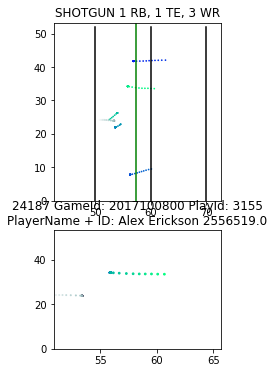 SHOTGUN 1 RB, 1 TE, 3 WR
50
40
30
20
10
0
50 60 70
24187 GameId: 2017100800 PlayId: 3155
PlayerName + ID: Alex Erickson 2556519.0
40
20
0
55 60 65